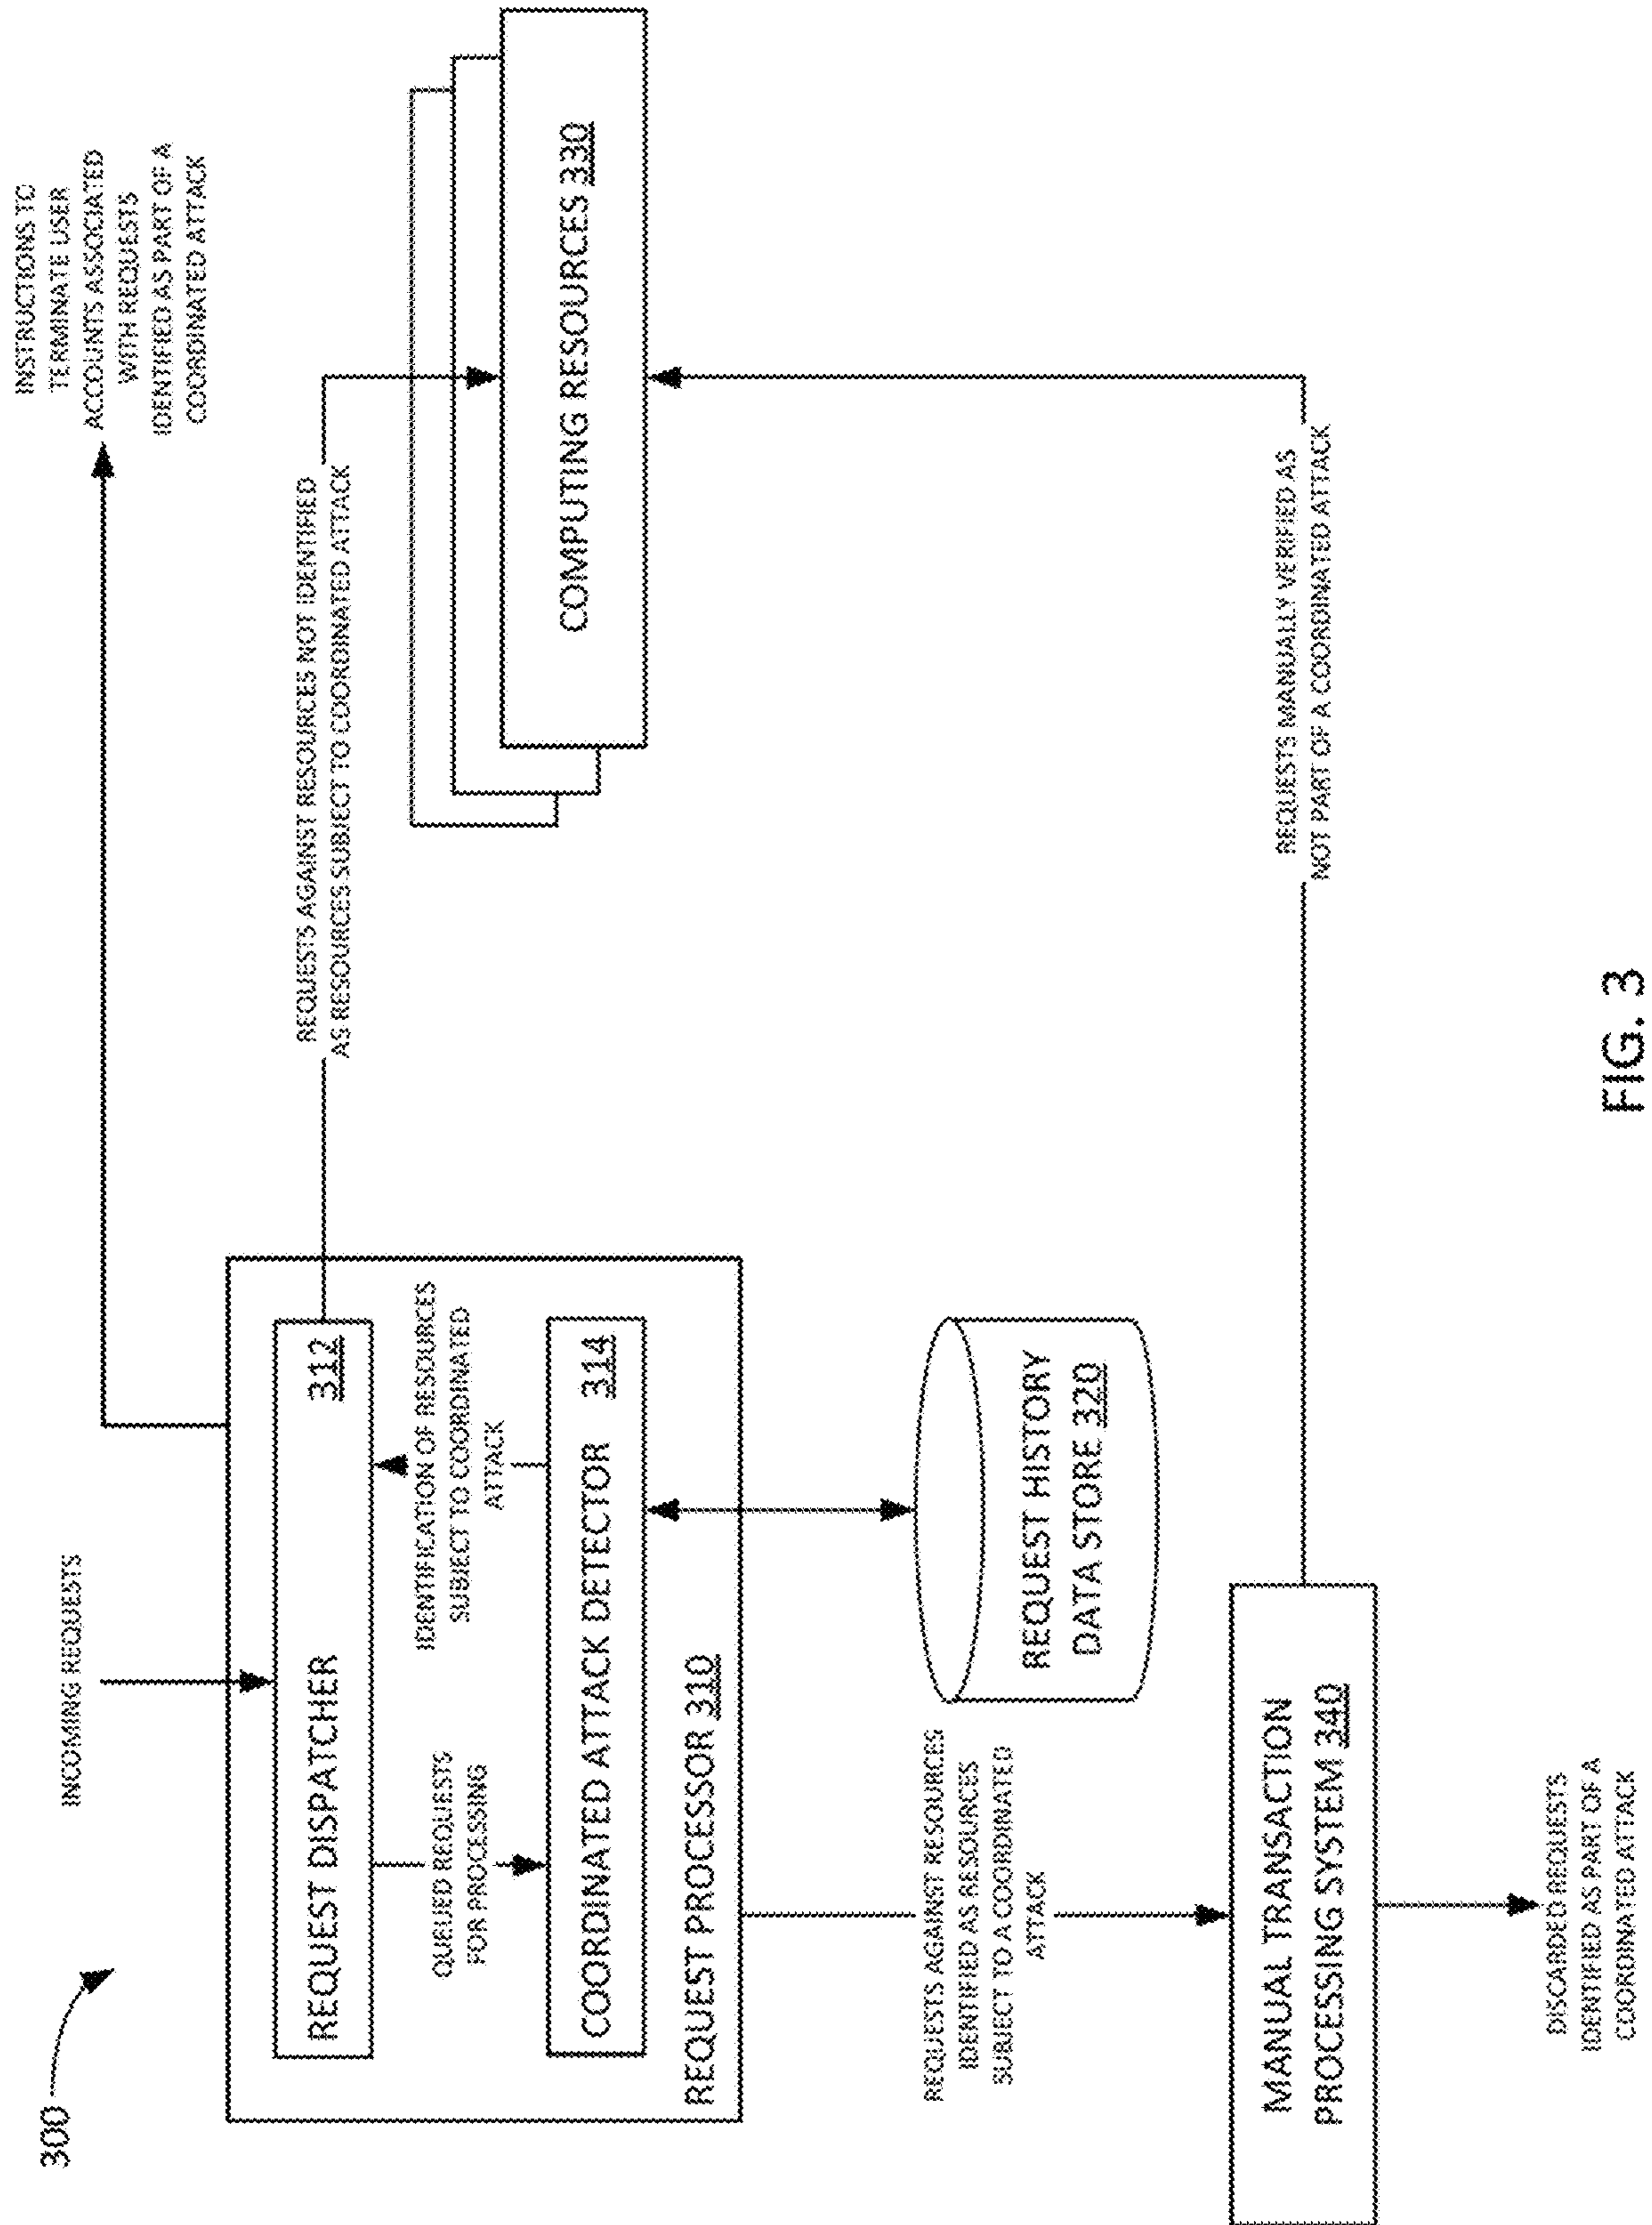 300
INCOMING REQUESTS
INSTRUCTIONS TO
TERMINATE USER
ACCOUNTS ASSOCIATED
WITH REQUESTS
IDENTIFIED AS PART OF A
COORDINATED ATTACK
REQUEST DISPATCHER 312
QUEUED REQUESTS
FOR PROCESSING
IDENTIFICATION OF RESOURCES
SUBJECT TO COORDINATED
ATTACK
COORDINATED ATTACK DETECTOR 314
REQUEST PROCESSOR 310
REQUESTS AGAINST RESOURCES NOT IDENTIFIED
AS RESOURCES SUBJECT TO COORDINATED ATTACK
COMPUTING RESOURCES 330
REQUESTS AGAINST RESOURCES
IDENTIFIED AS RESOURCES
SUBJECT TO A COORDINATED
ATTACK
REQUEST HISTORY
DATA STORE 320
MANUAL TRANSACTION
PROCESSING SYSTEM 340
REQUESTS MANUALLY VERIFIED AS
NOT PART OF A COORDINATED ATTACK
DISCARDED REQUESTS
IDENTIFIED AS PART OF A
COORDINATED ATTACK
FIG. 3